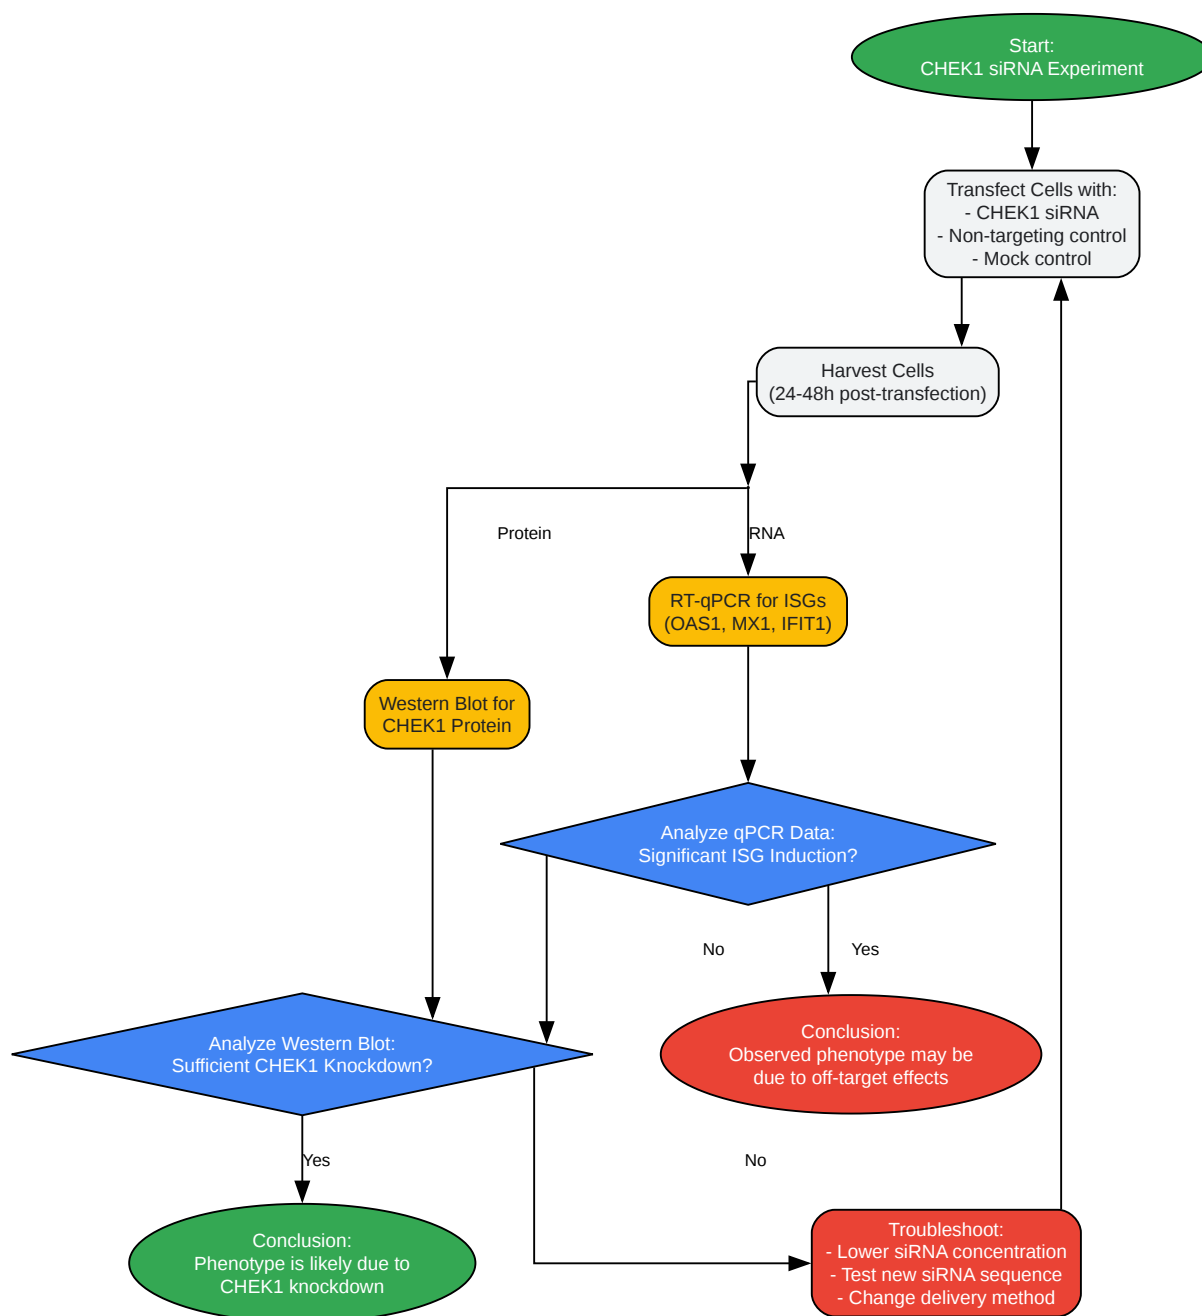 Start:
CHEK1 siRNA Experiment
Transfect Cells with:
- CHEK1 siRNA
- Non-targeting control
- Mock control
Harvest Cells
(24-48h post-transfection)
Protein
RNA
RT-qPCR for ISGs
(OAS1, MX1, IFIT1)
Western Blot for
CHEK1 Protein
Analyze qPCR Data:
Significant ISG Induction?
No
Yes
Analyze Western Blot:
Sufficient CHEK1 Knockdown?
Conclusion:
Observed phenotype may be
due to off-target effects
Yes
No
Conclusion:
Phenotype is likely due to
CHEK1 knockdown
Troubleshoot:
- Lower siRNA concentration
- Test new siRNA sequence
- Change delivery method